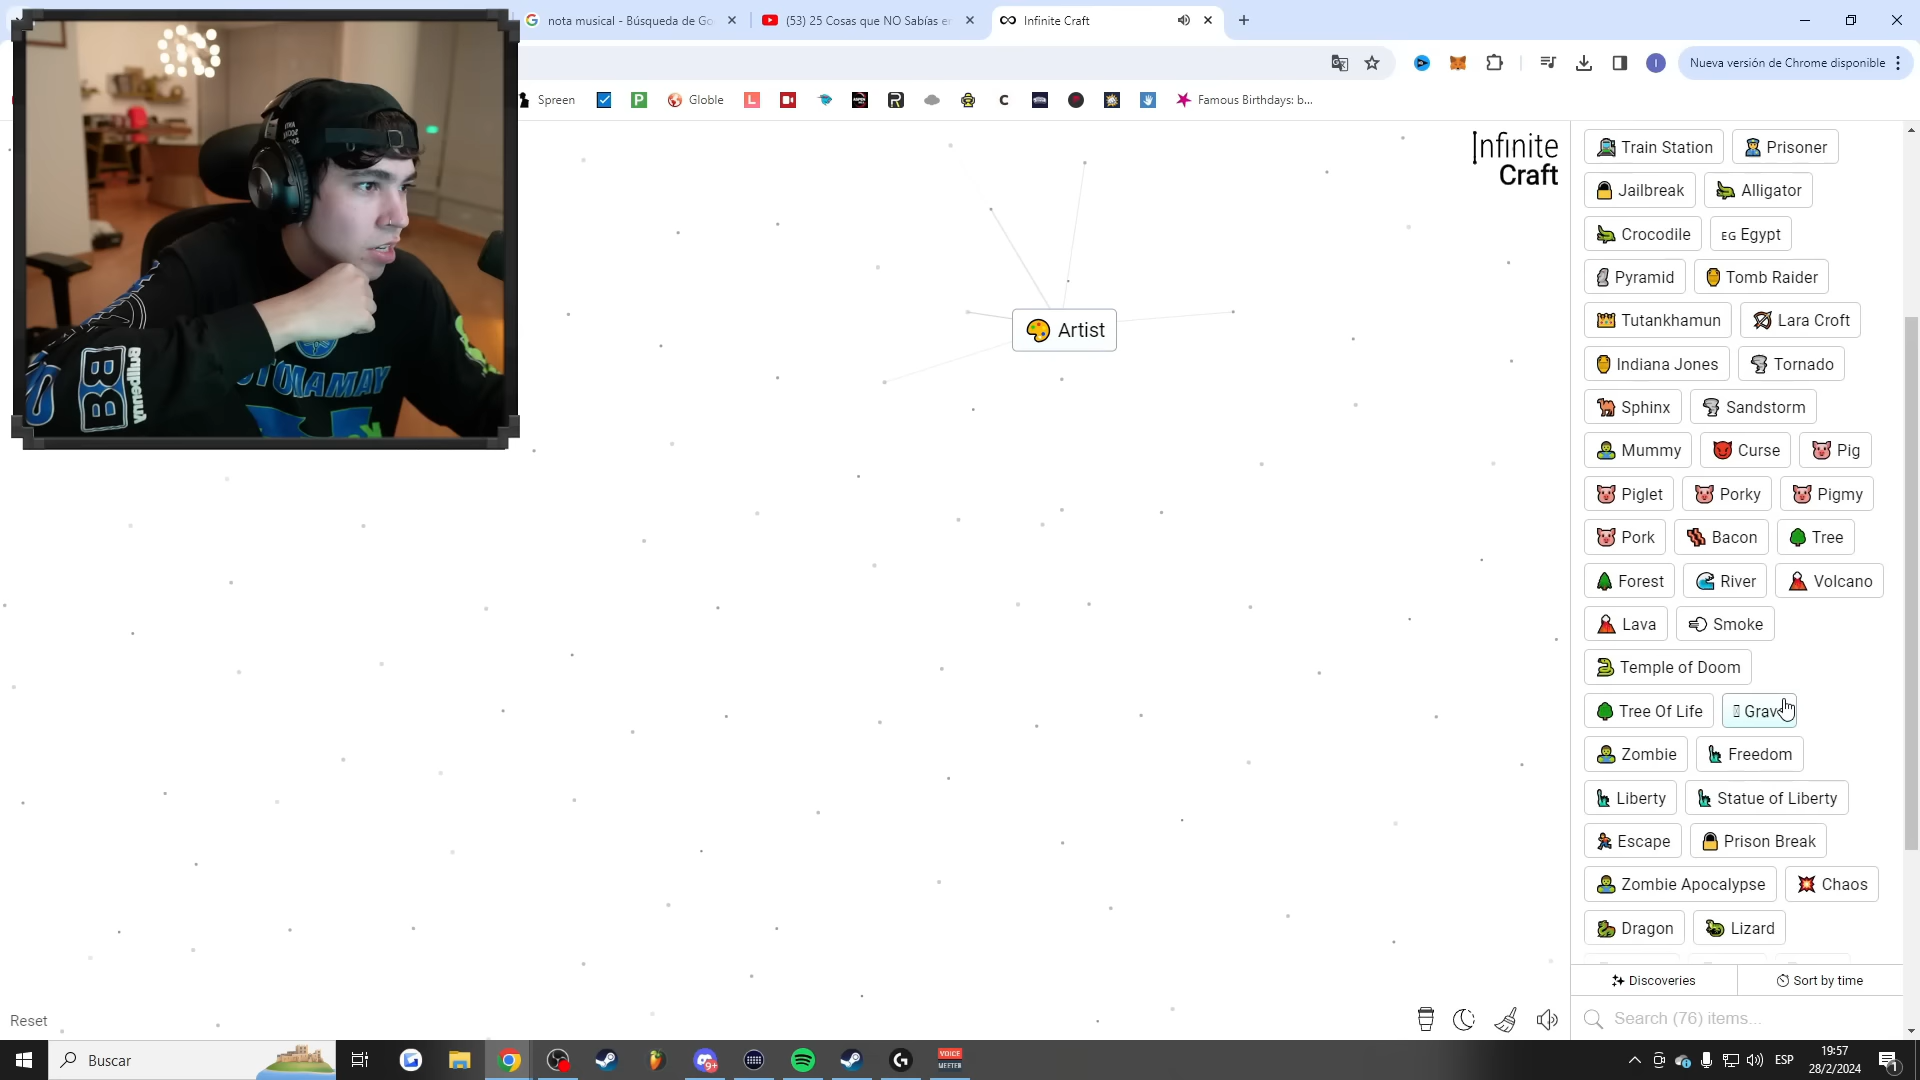 nota musical - Búsqueda de Go
(53) 25 Cosas que NO Sabías e
Infinite Craft
Nueva versión de Chrome disponible
Spreen
Globle
Famous Birthdays: b...
Infinite
Craft
Artist
Train Station Prisoner
Jailbreak Alligator
Crocodile EG Egypt
Pyramid Tomb Raider
Tutankhamun Lara Croft
Indiana Jones Tornado
Sphinx Sandstorm
Mummy Curse Pig
Piglet Porky Pigmy
Pork Bacon Tree
Forest River Volcano
Lava Smoke
Temple of Doom
Tree Of Life Grav
Zombie Freedom
Liberty Statue of Liberty
Escape Prison Break
Zombie Apocalypse Chaos
Dragon Lizard
Discoveries Sort by time
Search (76) items...
Reset
Buscar
VOICE
MEETER
ESP
19:57
28/2/2024